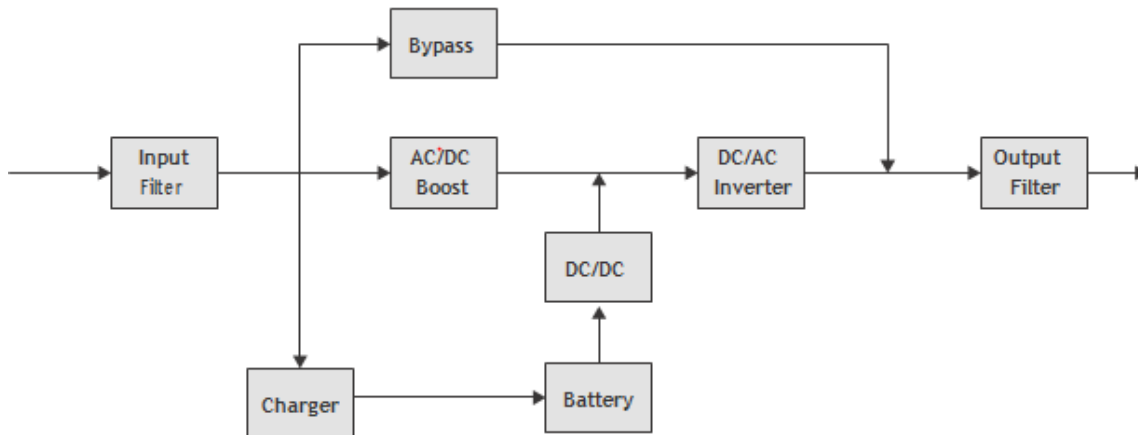 Bypass
Input
Filter
AC/DC
Boost
DC/AC
Inverter
Output
Filter
DC/DC
Charger
Battery